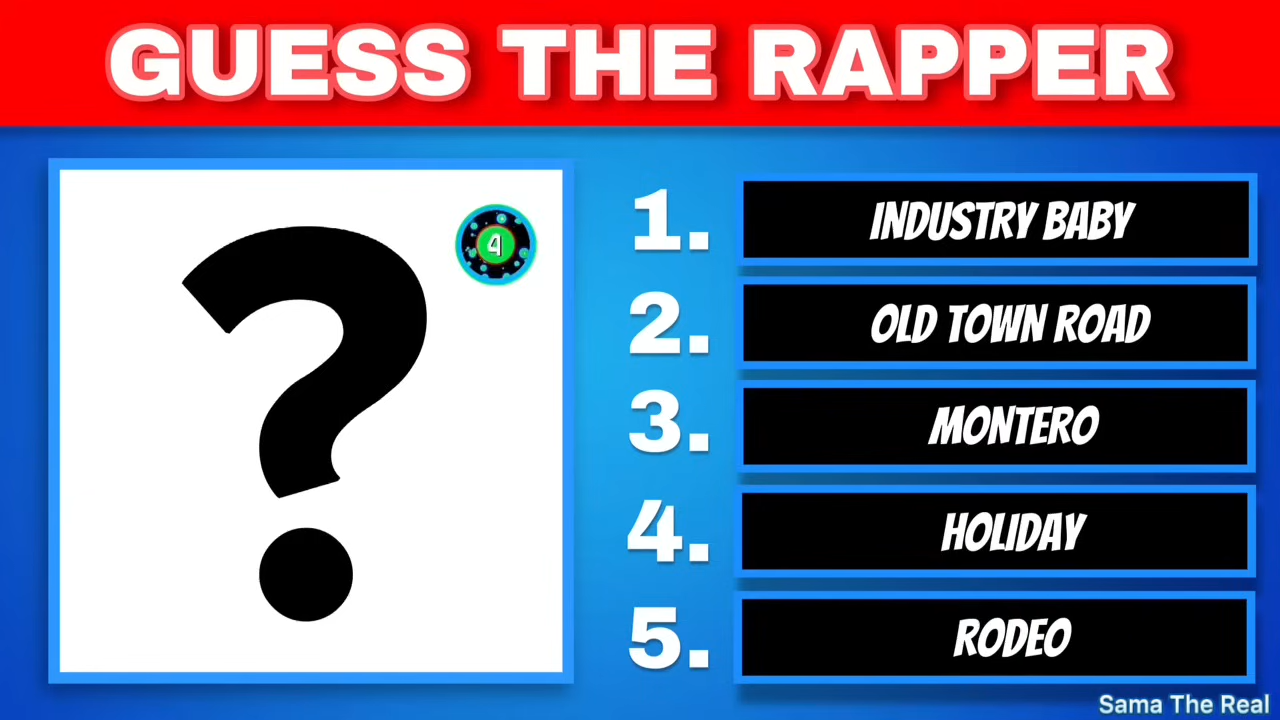 GUESS THE RAPPER
4
1. INDUSTRY BABY
2. OLD TOWN ROAD
3. MONTERO
4. HOLIDAY
5. RODEO
?
Sama The Real